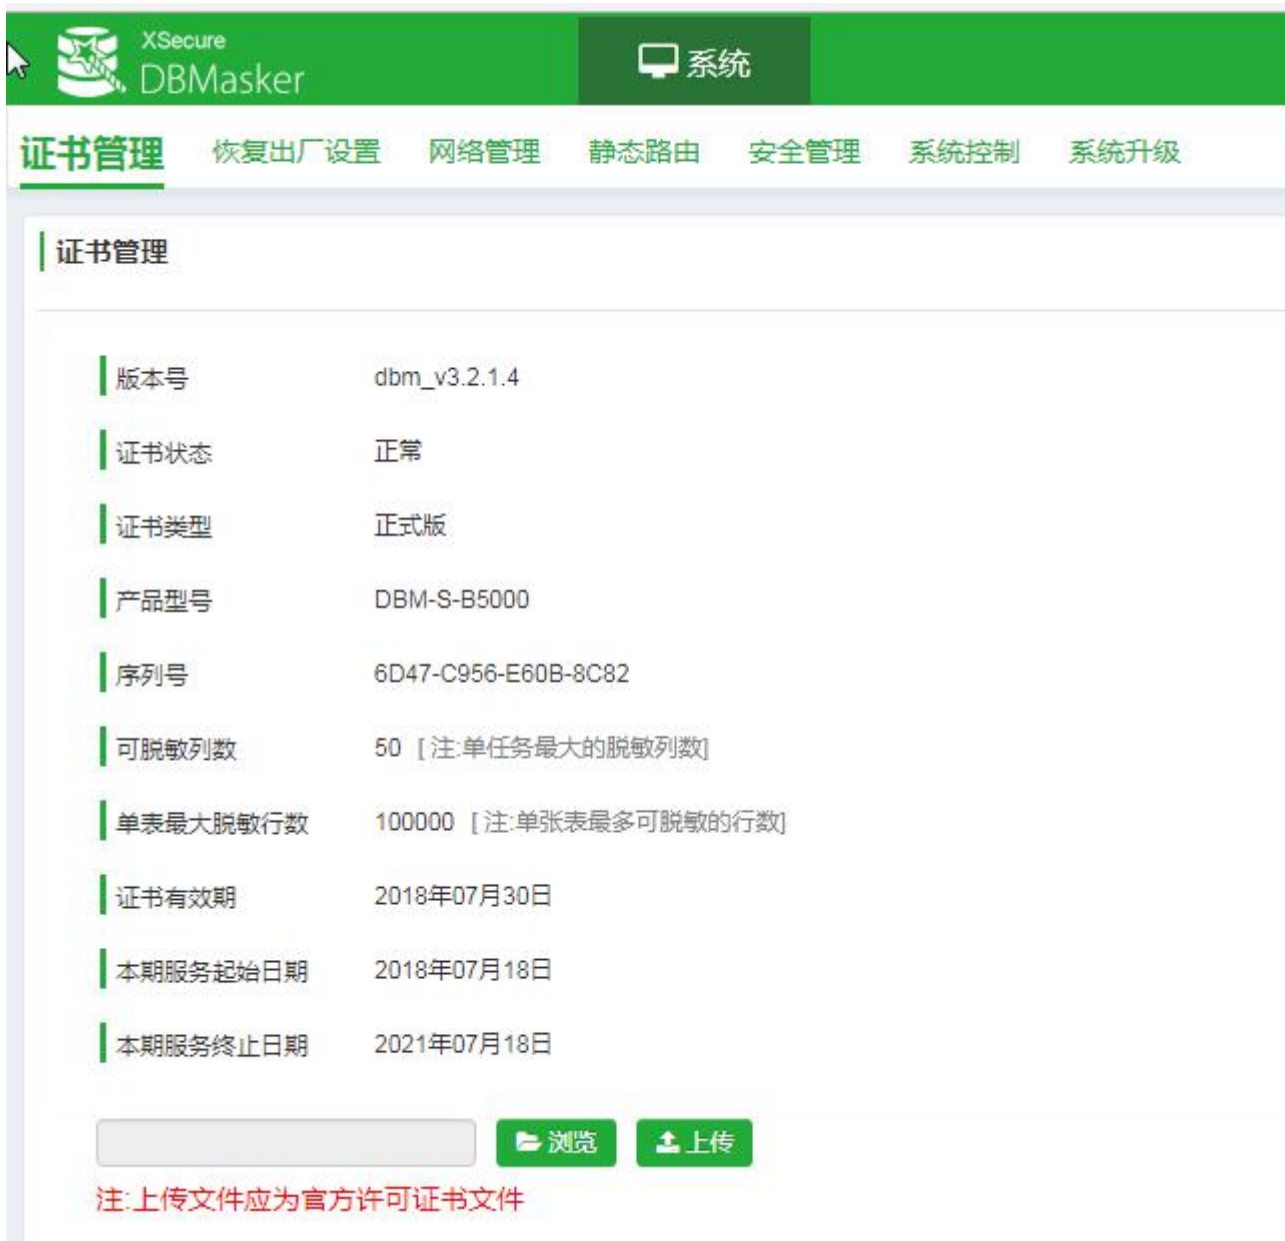 XSecure
DBMasker
系统
证书管理 恢复出厂设置 网络管理 静态路由 安全管理 系统控制 系统升级
证书管理
版本号 dbm_v3.2.1.4
证书状态 正常
证书类型 正式版
产品型号 DBM-S-B5000
序列号 6D47-C956-E60B-8C82
可脱敏列数 50 [注:单任务最大的脱敏列数]
单表最大脱敏行数 100000 [注:单张表最多可脱敏的行数]
证书有效期 2018年07月30日
本期服务起始日期 2018年07月18日
本期服务终止日期 2021年07月18日
浏览 上传
注:上传文件应为官方许可证书文件